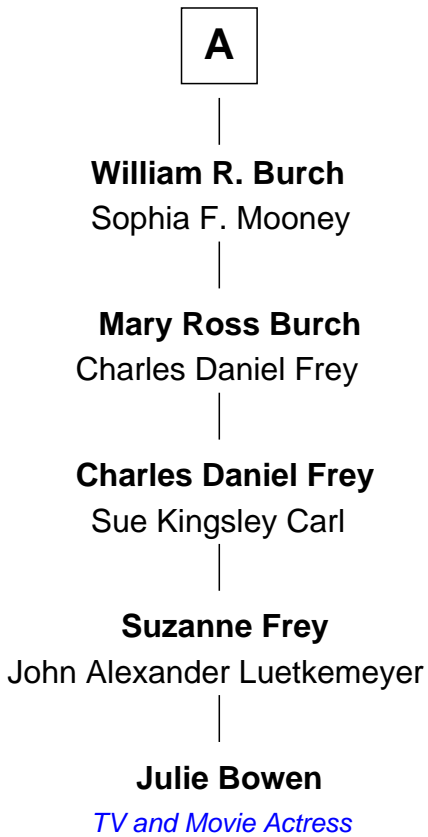 A
William R. Burch
Sophia F. Mooney
Mary Ross Burch
Charles Daniel Frey
Charles Daniel Frey
Sue Kingsley Carl
Suzanne Frey
John Alexander Luetkemeyer
Julie Bowen
TV and Movie Actress